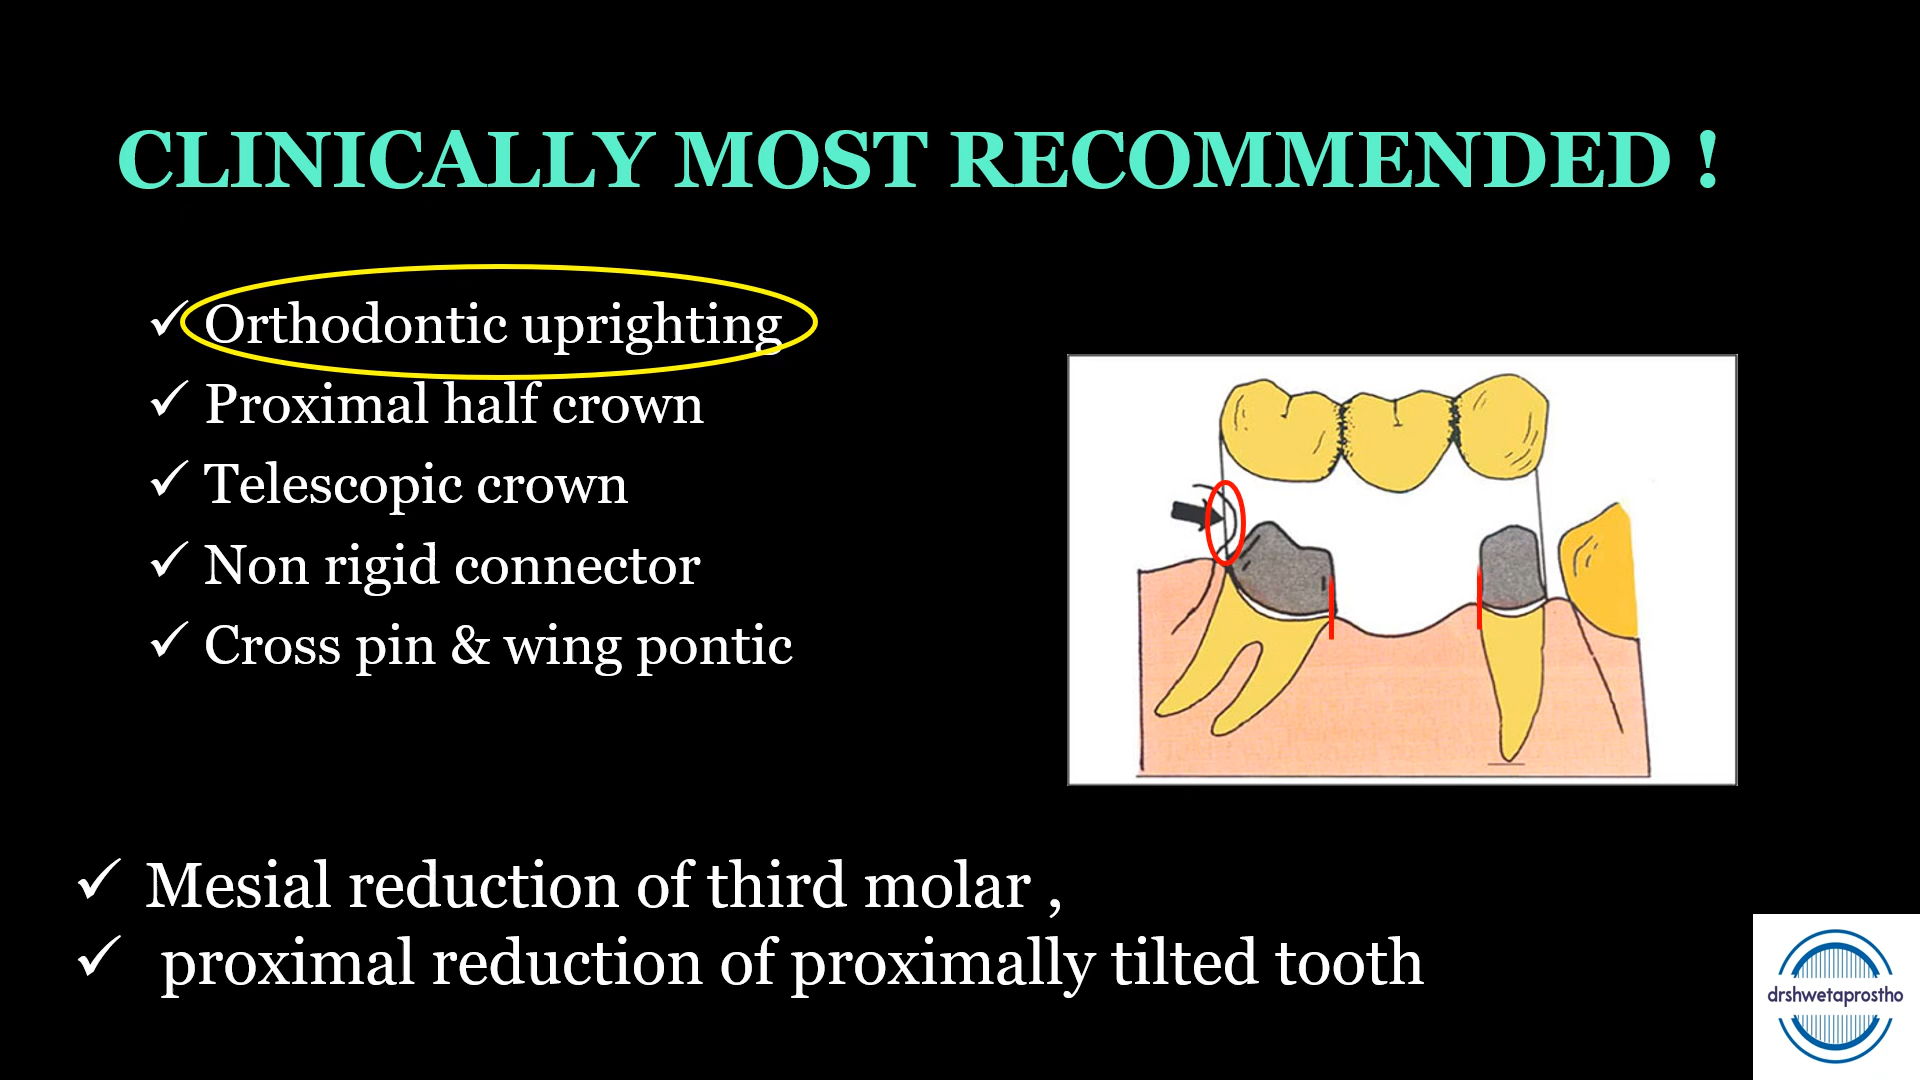 CLINICALLY MOST RECOMMENDED !
✓ Orthodontic uprighting
✓ Proximal half crown
✓ Telescopic crown
✓ Non rigid connector
✓ Cross pin & wing pontic
✓ Mesial reduction of third molar ,
✓ proximal reduction of proximally tilted tooth
drshwetaprostho